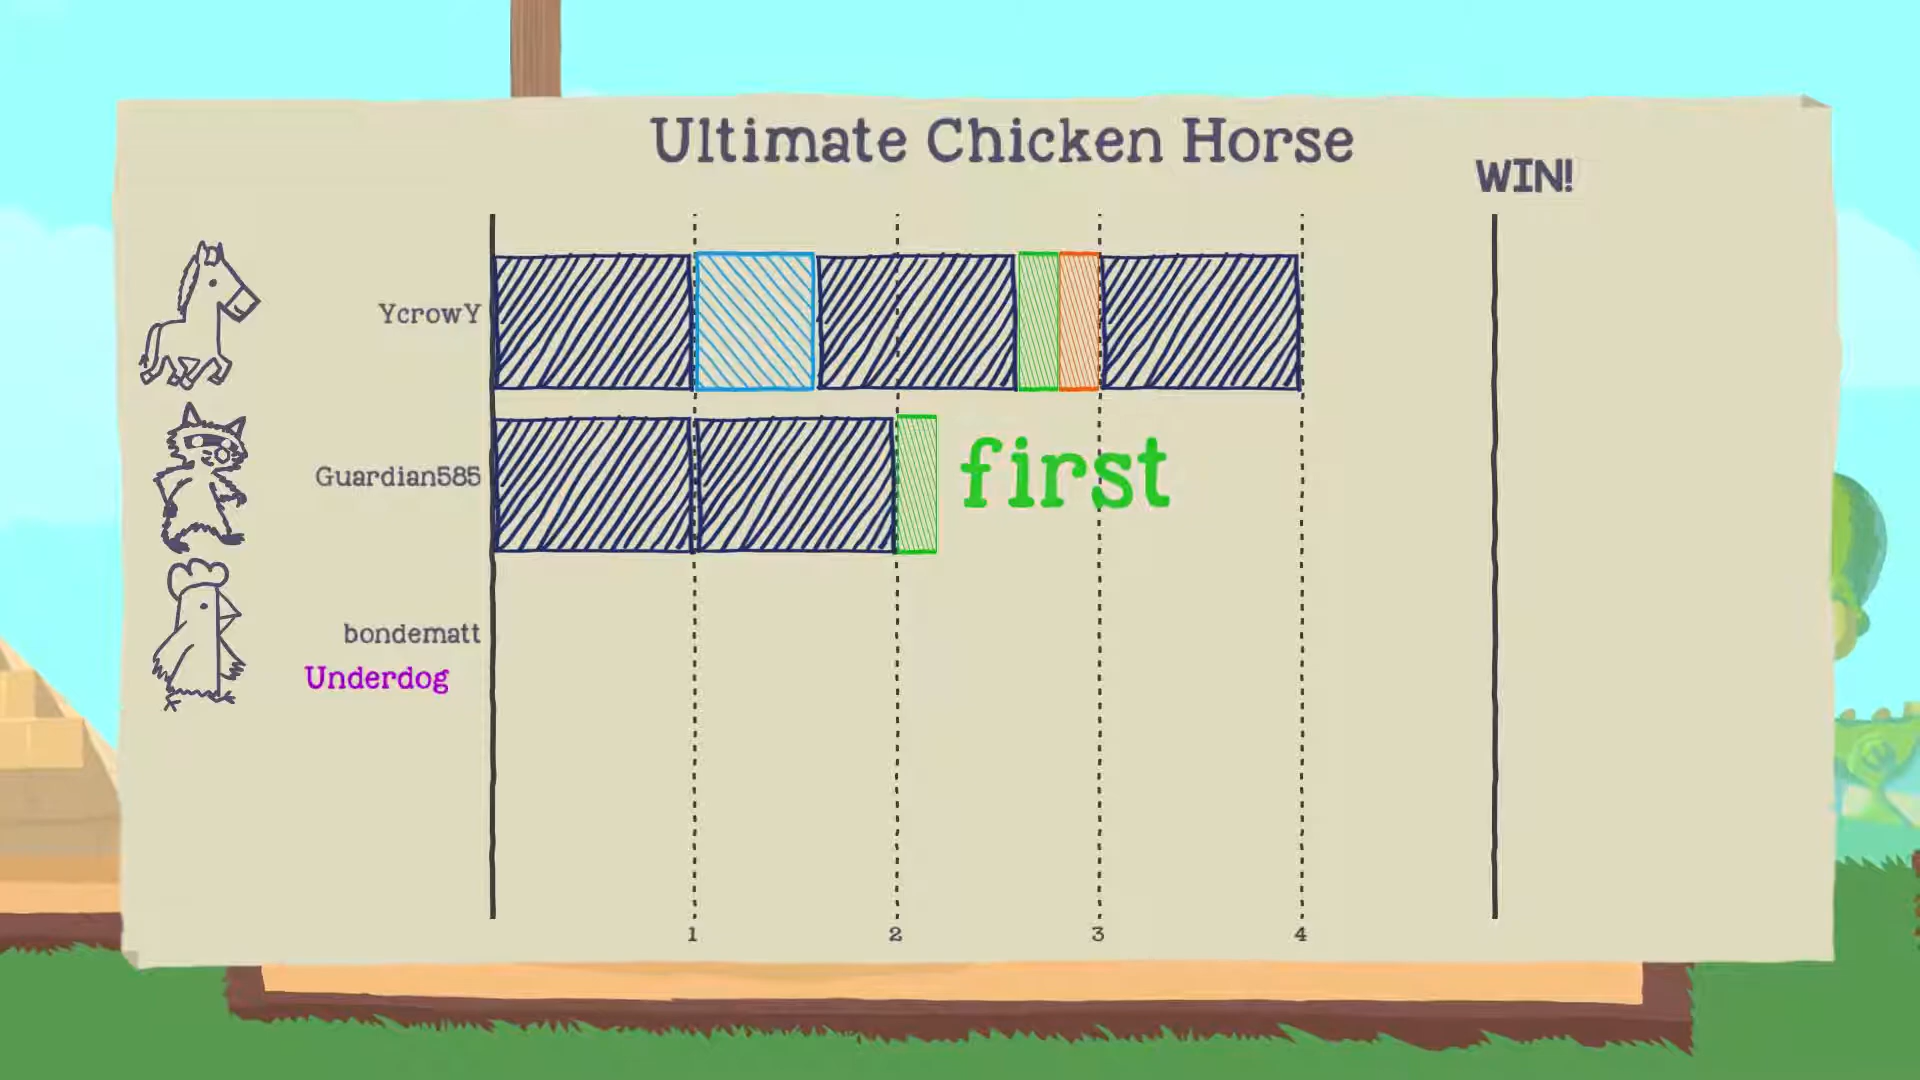 Ultimate Chicken Horse
WIN!
YcrowY
Guardian585
first
bondematt
Underdog
1 2 3 4